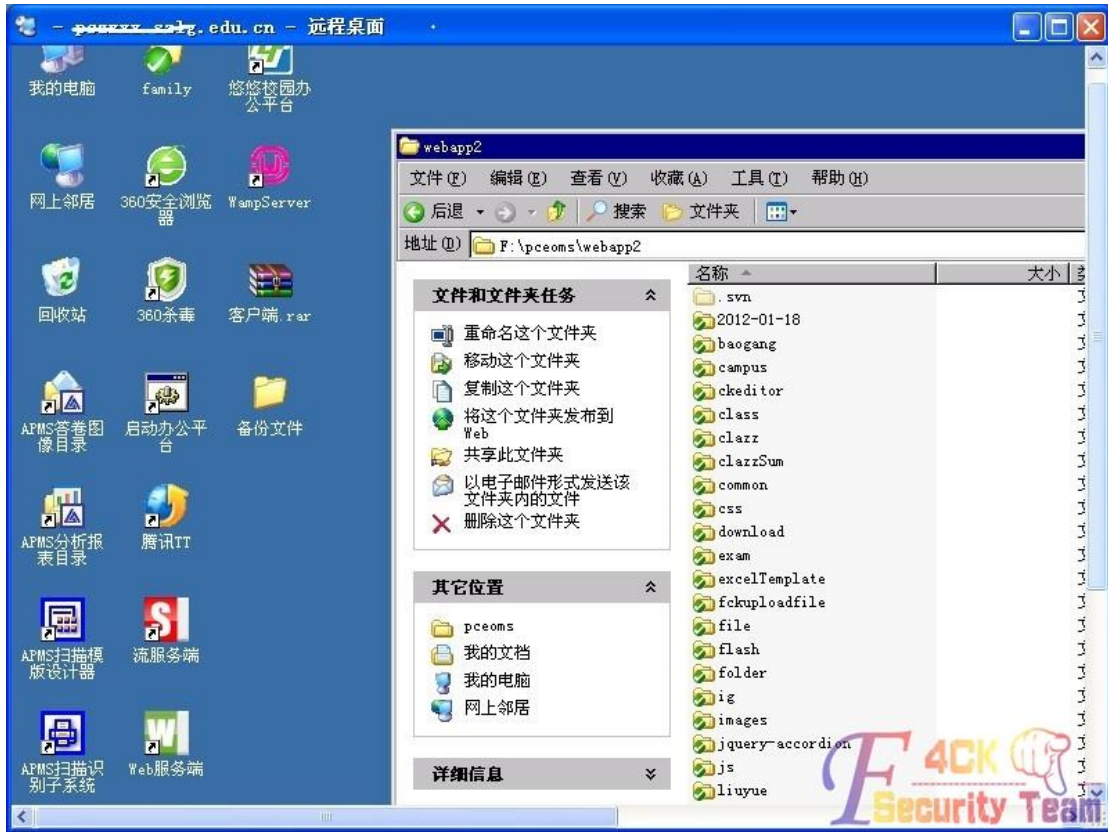 .edu.cn - 远程桌面
我的电脑
family
悠悠校园办
公平台
网上邻居
360安全浏览
器
WampServer
回收站
360杀毒
客户端.rar
APMS答卷图
像目录
启动办公平
台
备份文件
APMS分析报
表目录
腾讯TT
APMS扫描模
版设计器
流服务端
APMS扫描识
别子系统
Web服务端
webapp2
文件(F) 编辑(E) 查看(V) 收藏(A) 工具(T) 帮助(H)
后退 搜索 文件夹
地址(D) F:\pceoms\webapp2
文件和文件夹任务
重命名这个文件夹
移动这个文件夹
复制这个文件夹
将这个文件夹发布到
Web
共享此文件夹
以电子邮件形式发送该
文件夹内的文件
删除这个文件夹
其它位置
pceoms
我的文档
我的电脑
网上邻居
详细信息
名称 大小
.svn
2012-01-18
baogang
campus
ckeditor
class
clazz
clazzSum
common
css
download
exam
excelTemplate
fckuploadfile
file
flash
folder
ig
images
jquery-accordion
js
liuyue
F4CK
Security Team